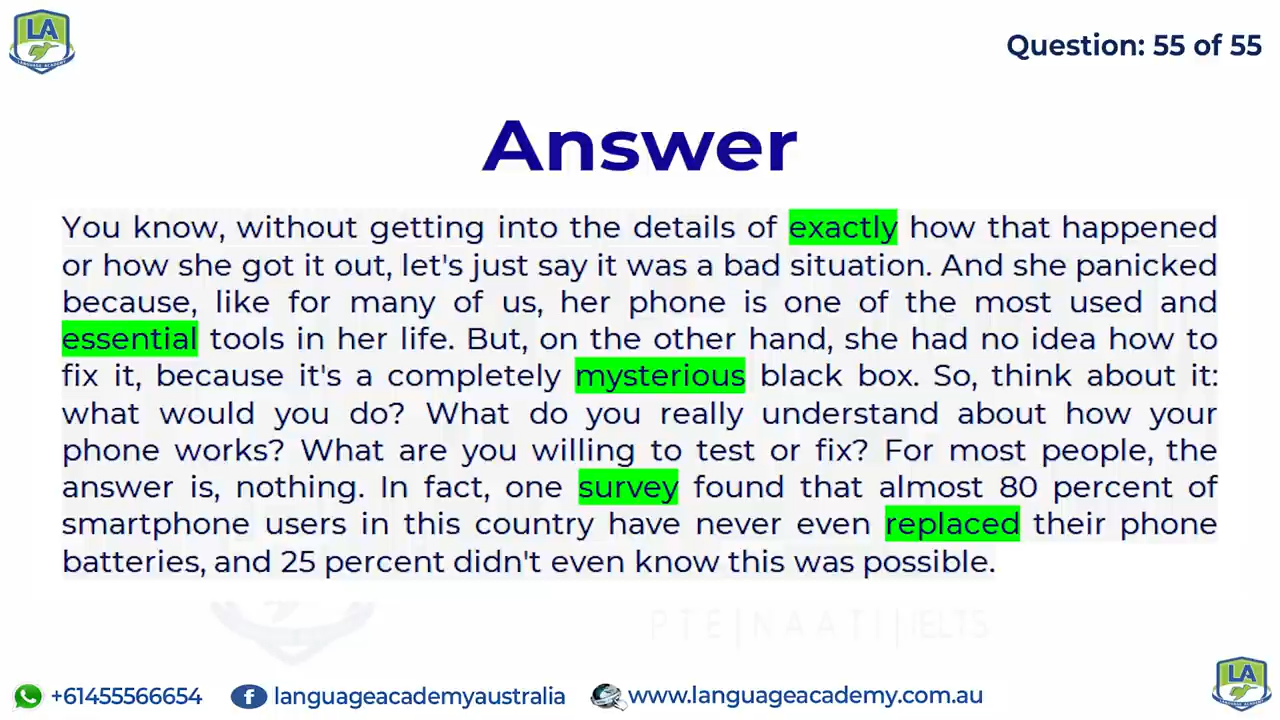 LA
LANGUAGE ACADEMY
Question: 55 of 55
Answer
You know, without getting into the details of exactly how that happened
or how she got it out, let's just say it was a bad situation. And she panicked
because, like for many of us, her phone is one of the most used and
essential tools in her life. But, on the other hand, she had no idea how to
fix it, because it's a completely mysterious black box. So, think about it:
what would you do? What do you really understand about how your
phone works? What are you willing to test or fix? For most people, the
answer is, nothing. In fact, one survey found that almost 80 percent of
smartphone users in this country have never even replaced their phone
batteries, and 25 percent didn't even know this was possible.
PTE|NAATI|IELTS
+61455566654
languageacademyaustralia
www.languageacademy.com.au
LA